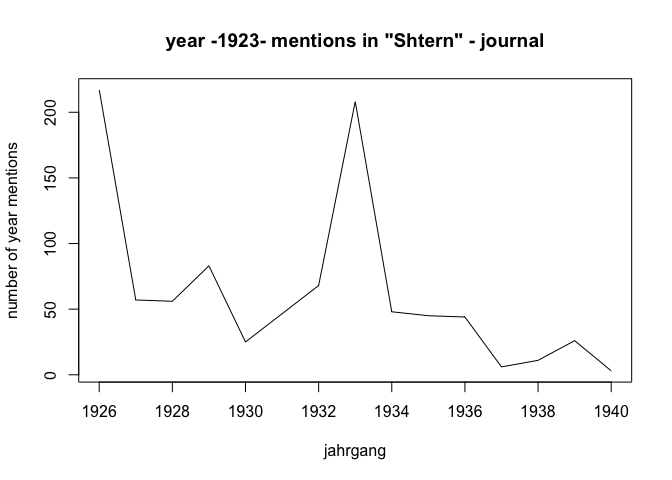 year -1923- mentions in "Shtern" - journal
number of year mentions
200
150
100
50
0
1926 1928 1930 1932 1934 1936 1938 1940
jahrgang